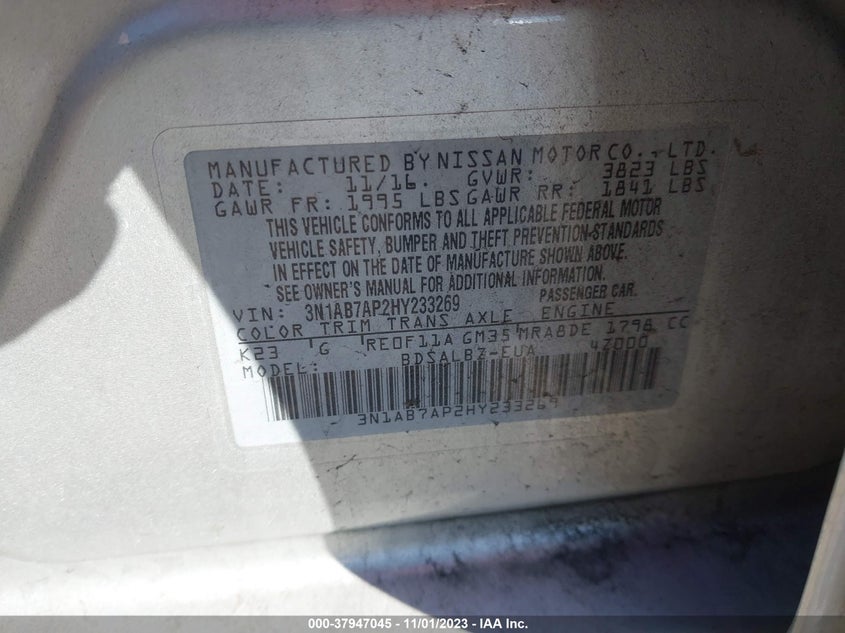 MANUFACTURED BY NISSAN MOTOR CO., LTD.
DATE: 11/16. GVWR: 3823 LBS
GAWR FR: 1995 LBS GAWR RR: 1841 LBS
THIS VEHICLE CONFORMS TO ALL APPLICABLE FEDERAL MOTOR
VEHICLE SAFETY, BUMPER AND THEFT PREVENTION STANDARDS
IN EFFECT ON THE DATE OF MANUFACTURE SHOWN ABOVE.
SEE OWNER'S MANUAL FOR ADDITIONAL INFORMATION.
VIN: 3N1AB7AP2HY233269 PASSENGER CAR.
COLOR TRIM TRANS AXLE ENGINE
K23 G RE0F11A GM35 MRA8DE 1798 CC
MODEL: BDSALBZ-EUA 4Z000
3N1AB7AP2HY233269
000-37947045 - 11/01/2023 - IAA Inc.